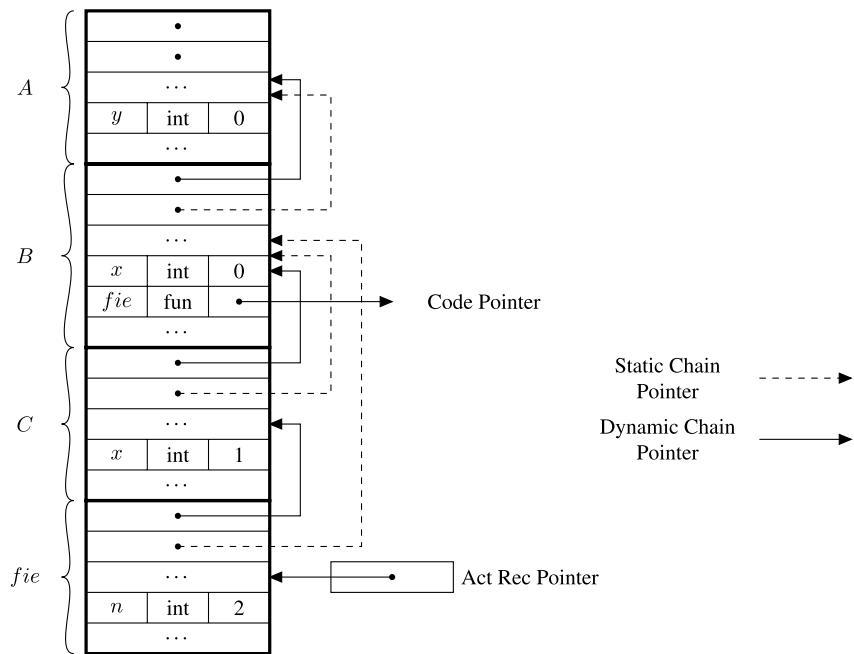 ...
A
y int 0
...
...
B
x int 0
fie fun
Code Pointer
...
Static Chain
Pointer
...
C
Dynamic Chain
Pointer
x int 1
...
...
fie
Act Rec Pointer
n int 2
...